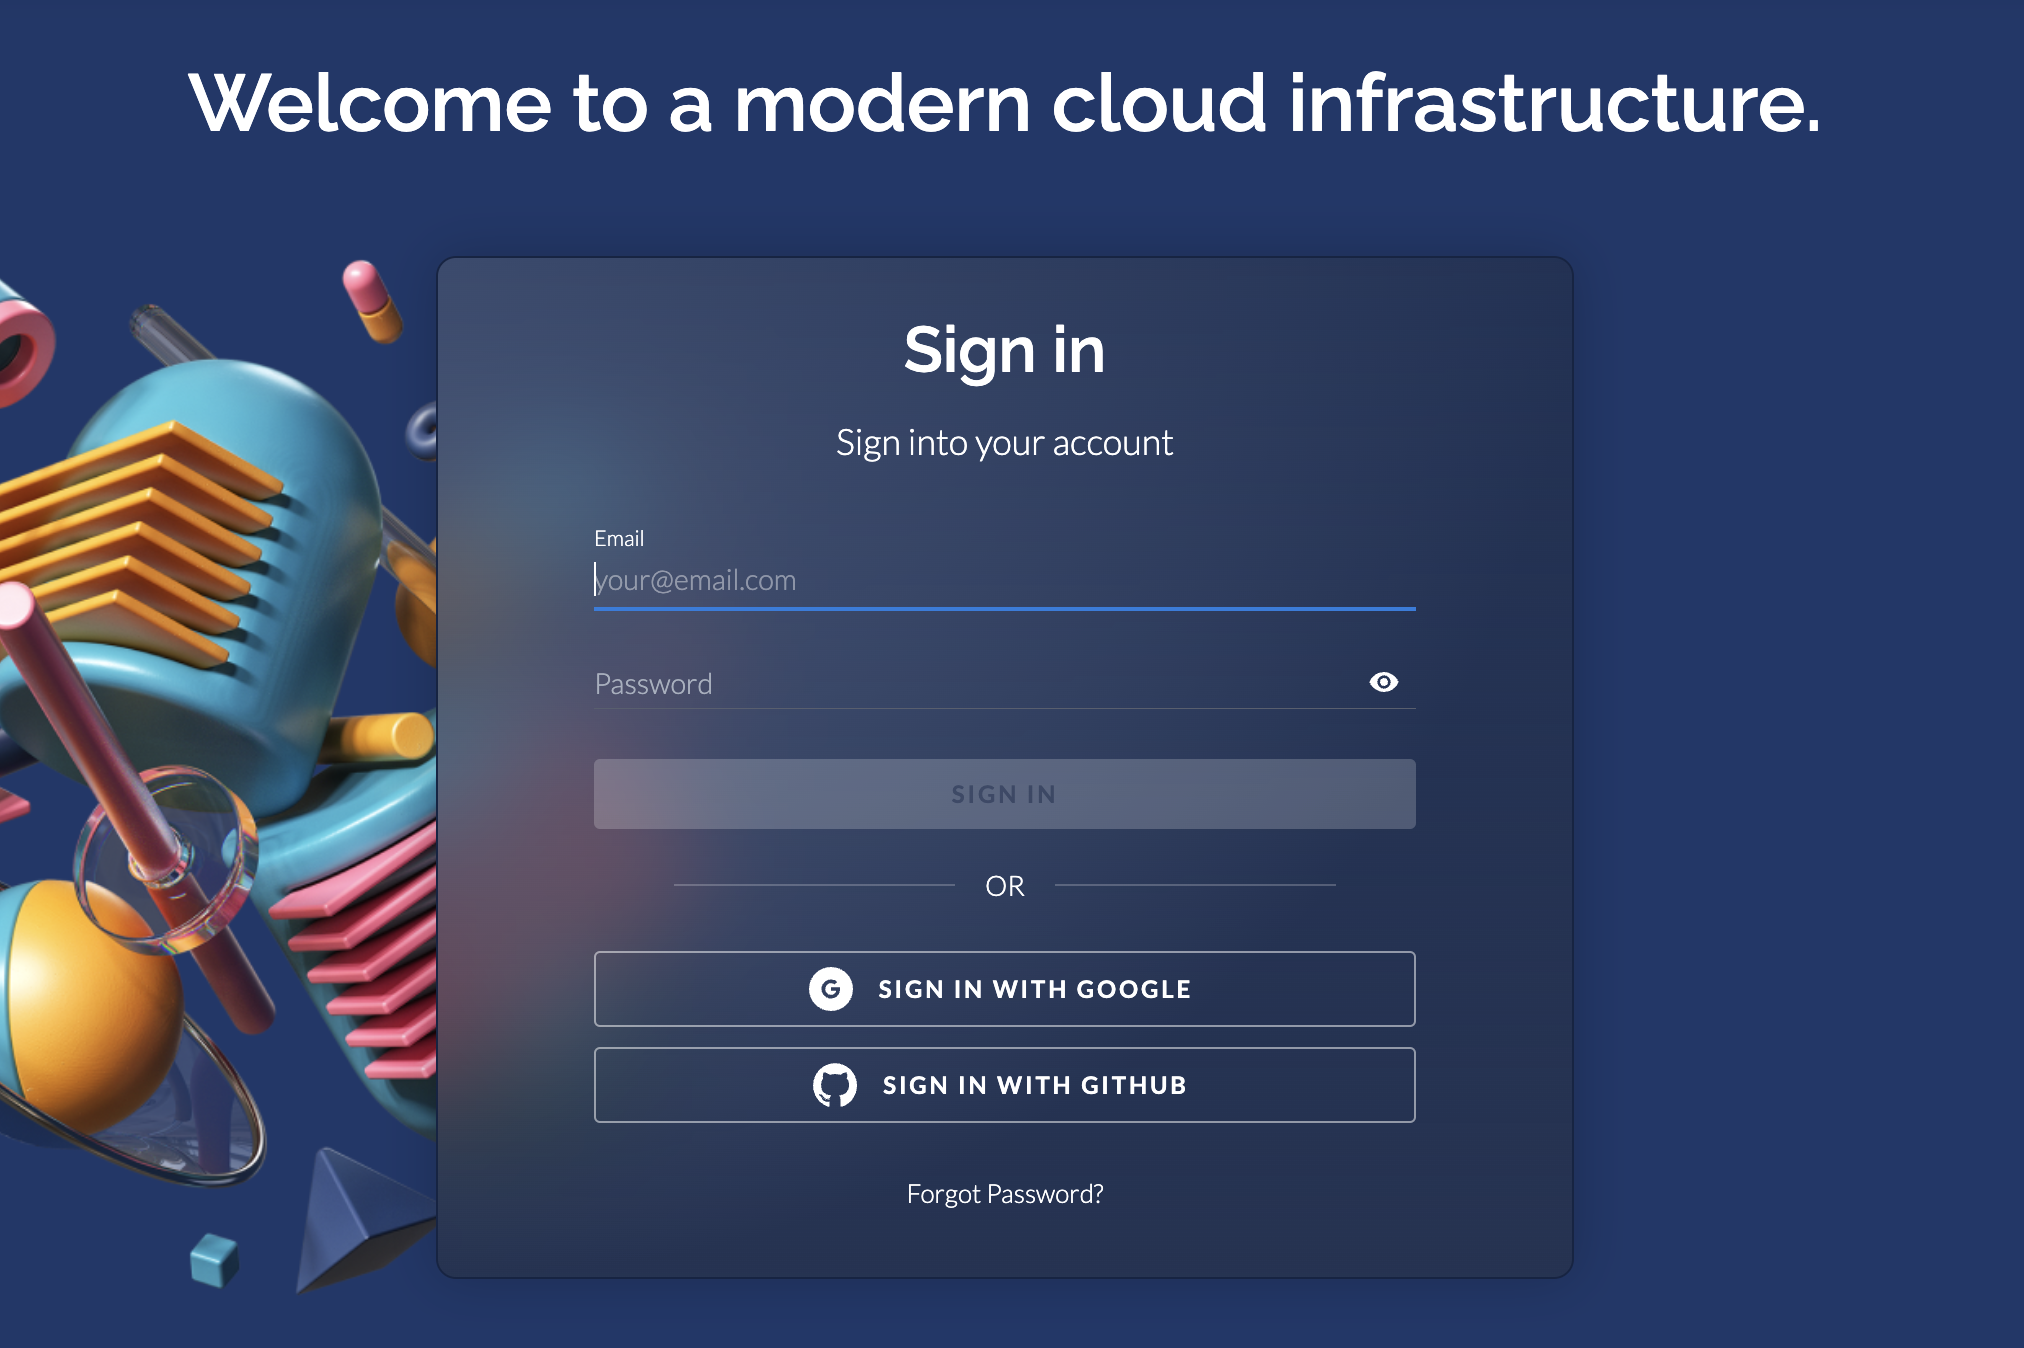 Welcome to a modern cloud infrastructure.
Sign in
Sign into your account
Email
your@email.com
Password
SIGN IN
OR
G SIGN IN WITH GOOGLE
SIGN IN WITH GITHUB
Forgot Password?